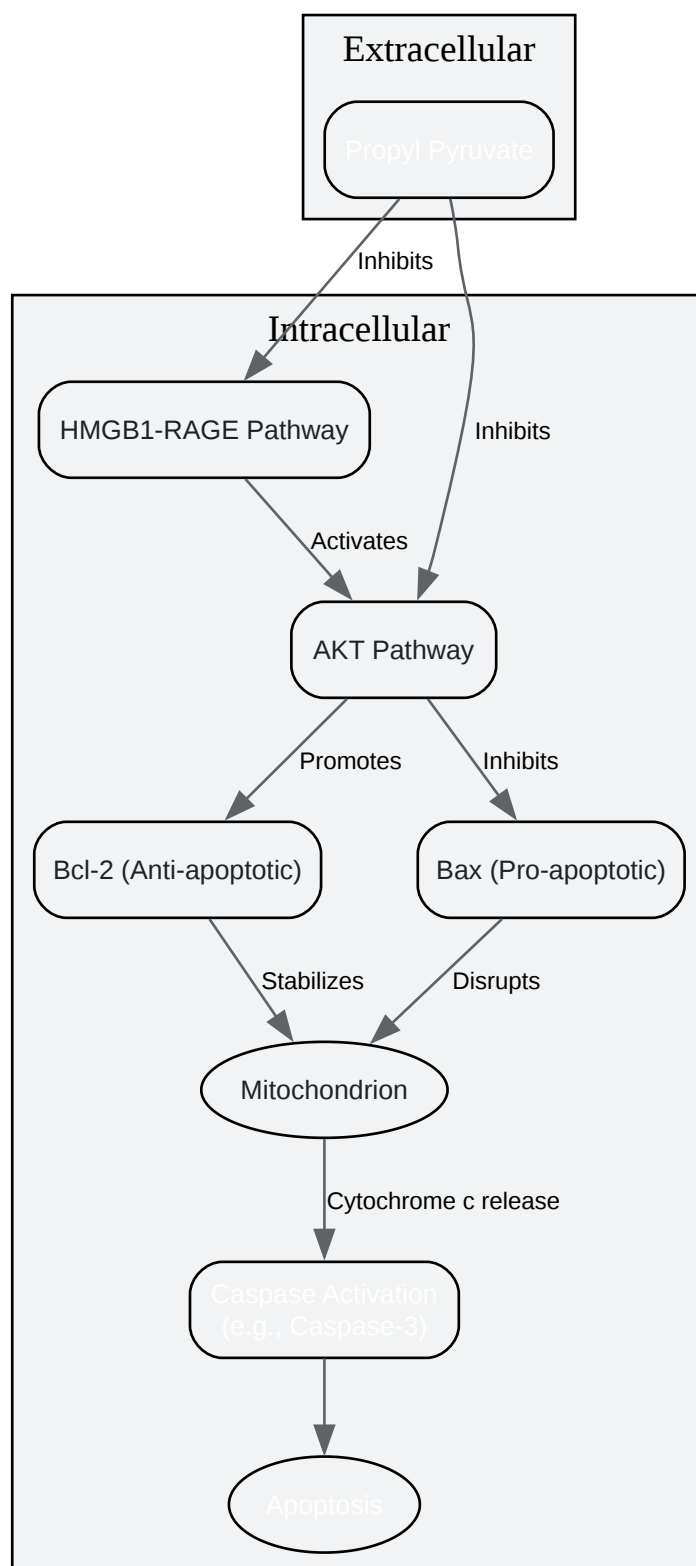 Extracellular
Propyl Pyruvate
Inhibits
Intracellular
HMGB1-RAGE Pathway
Inhibits
Activates
AKT Pathway
Promotes
Inhibits
Bcl-2 (Anti-apoptotic)
Bax (Pro-apoptotic)
Stabilizes
Disrupts
Mitochondrion
Cytochrome c release
Caspase Activation
(e.g., Caspase-3)
Apoptosis